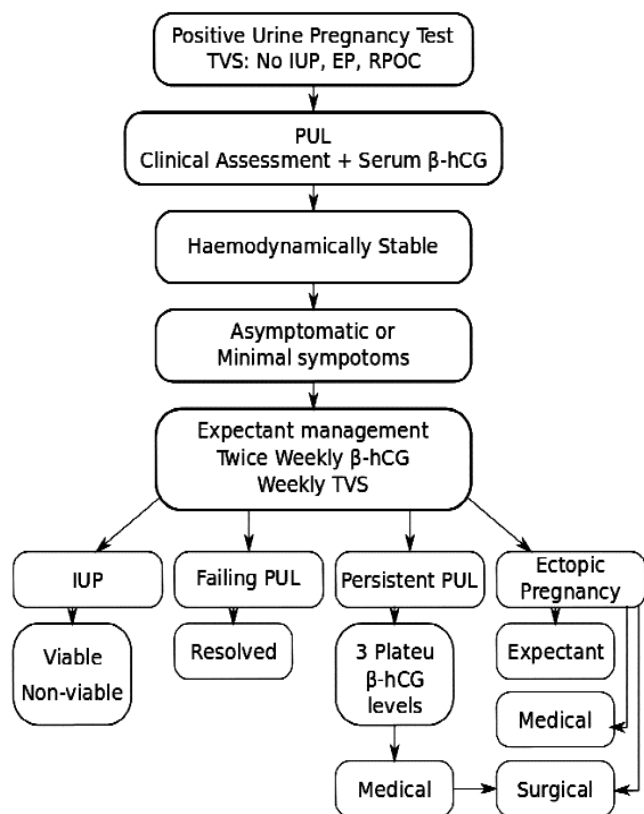 Positive Urine Pregnancy Test
TVS: No IUP, EP, RPOC
PUL
Clinical Assessment + Serum β-hCG
Haemodynamically Stable
Asymptomatic or
Minimal sympotoms
Expectant management
Twice Weekly β-hCG
Weekly TVS
IUP
Failing PUL
Persistent PUL
Ectopic
Pregnancy
Viable
Non-viable
Resolved
3 Plateu
β-hCG
levels
Expectant
Medical
Medical
Surgical